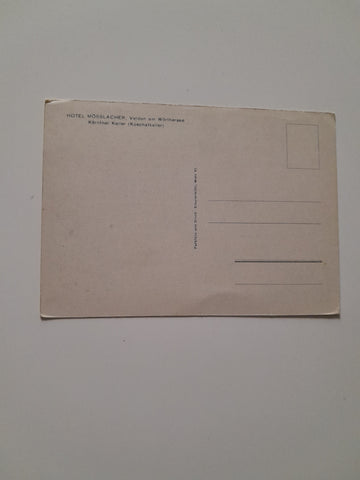 HOTEL MÖSSLACHER, Velden am Wörthersee
Kärntner Keller (Koschatkeller)